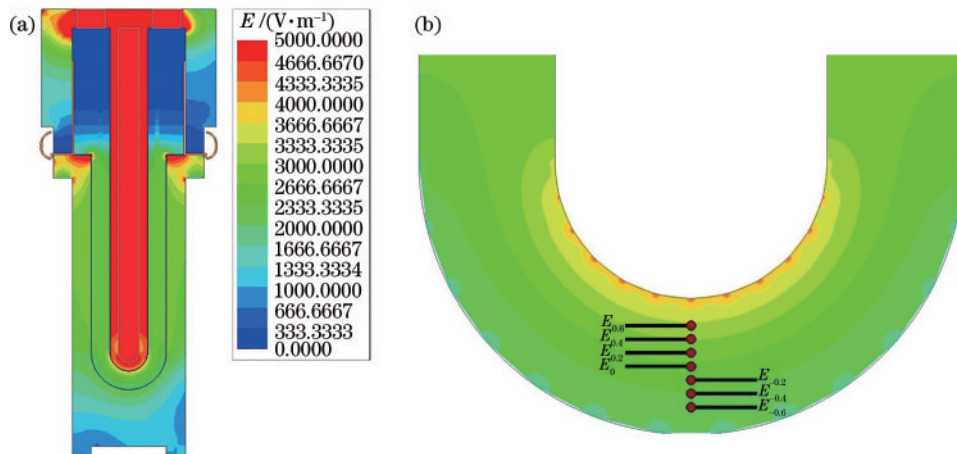 (a)
E /(V·m⁻¹)
5000.0000
4666.6670
4333.3335
4000.0000
3666.6667
3333.3335
3000.0000
2666.6667
2333.3335
2000.0000
1666.6667
1333.3334
1000.0000
666.6667
333.3333
0.0000
(b)
E₀.₆
E₀.₄
E₀.₂
E₀
E₋₀.₂
E₋₀.₄
E₋₀.₆